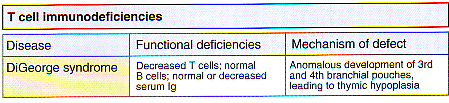 T cell immunodeficiencies
Disease Functional deficiencies Mechanism of defect
DiGeorge syndrome Decreased T cells; normal Anomalous development of 3rd
B cells; normal or decreased and 4th branchial pouches,
serum Ig leading to thymic hypoplasia